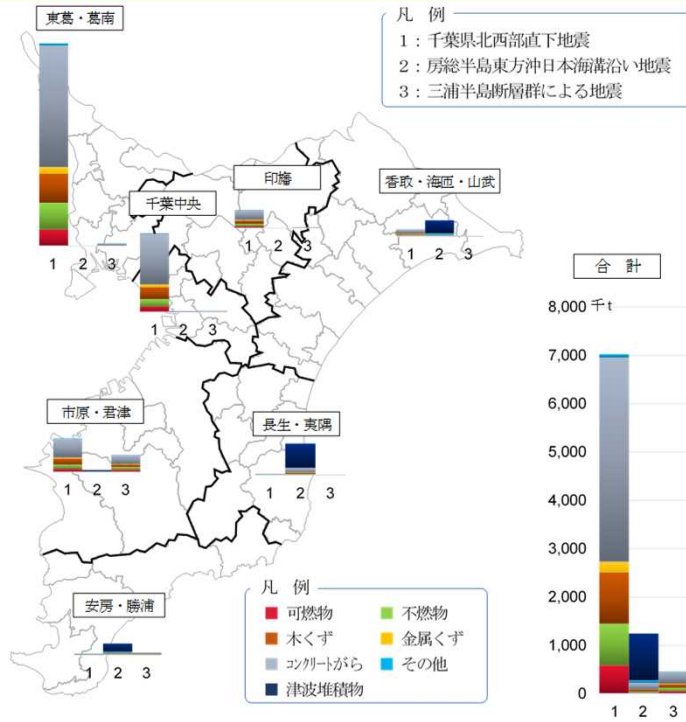 東葛・葛南
凡 例
1：千葉県北西部直下地震
2：房総半島東方沖日本海溝沿い地震
3：三浦半島断層群による地震
印旛
香取・海匝・山武
千葉中央
1 2 3
1 2 3
1 2 3
1 2 3
合 計
8,000 千t
7,000
6,000
5,000
4,000
3,000
2,000
1,000
0
1 2 3
市原・君津
長生・夷隅
1 2 3
1 2 3
安房・勝浦
1 2 3
凡 例
可燃物 不燃物
木くず 金属くず
コンクリートがら その他
津波堆積物